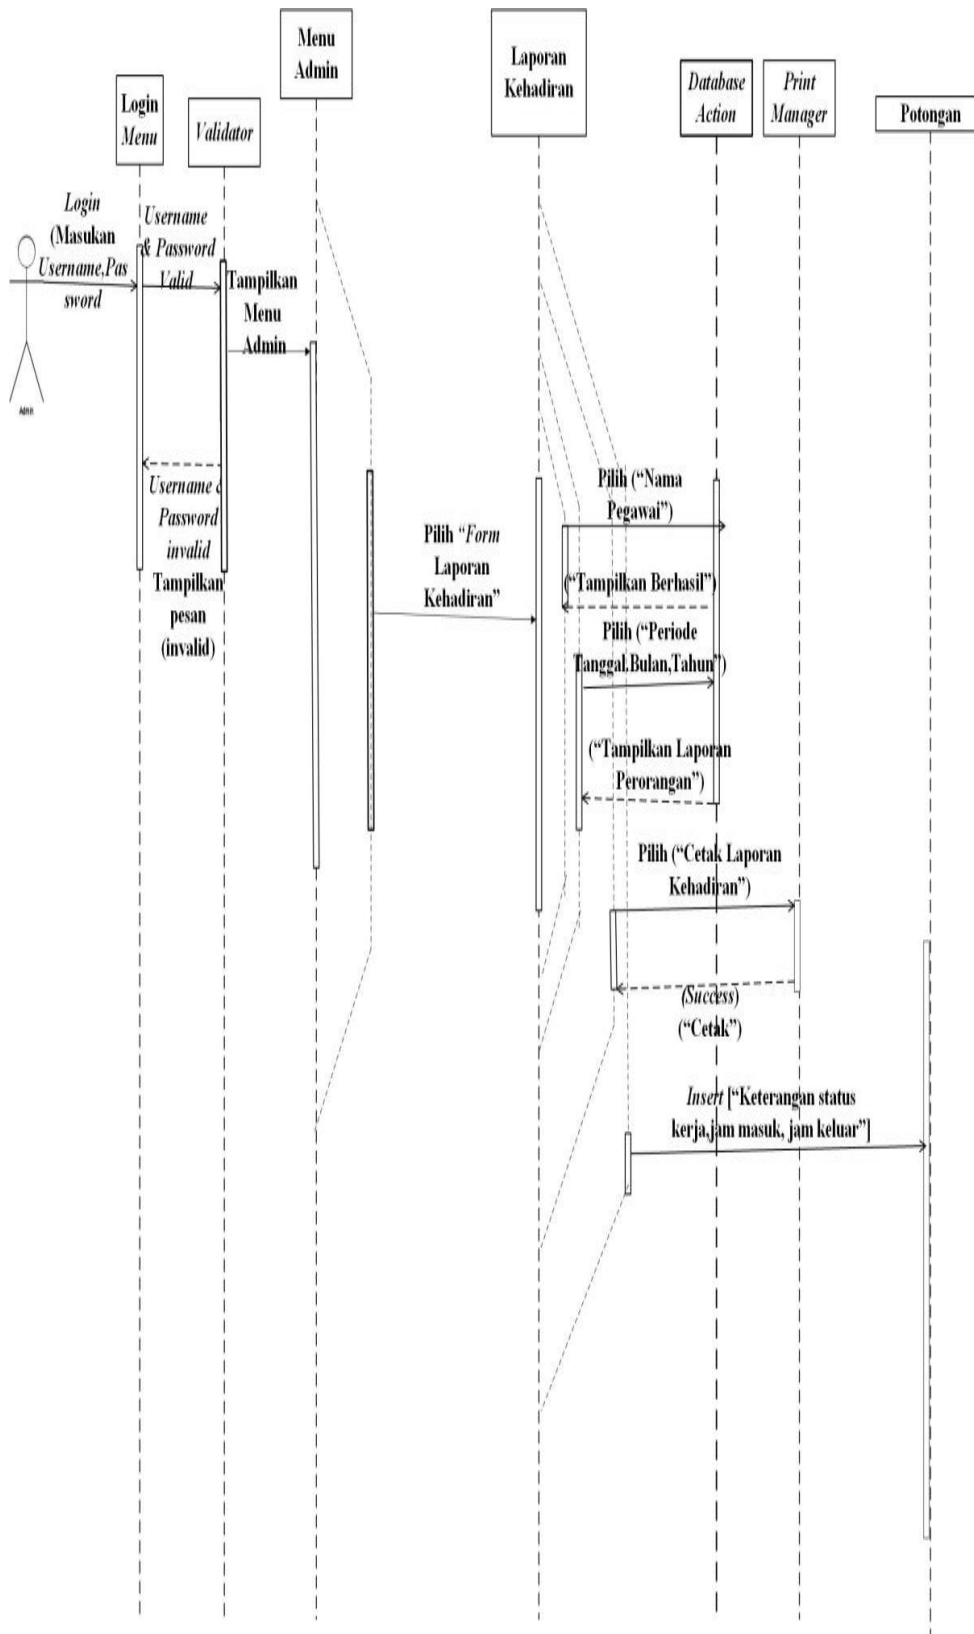 Menu
Admin
Laporan
Kehadiran
Database
Action
Print
Manager
Login
Menu
Validator
Potongan
Login
(Masukan
Username,Pas
sword
Username
& Password
Valid
Tampilkan
Menu
Admin
Admin
Username &
Password
invalid
Tampilkan
pesan
(invalid)
Pilih “Form
Laporan
Kehadiran”
Pilih (“Nama
Pegawai”)
(“Tampilkan Berhasil”)
Pilih (“Periode
Tanggal,Bulan,Tahun”)
(“Tampilkan Laporan
Perorangan”)
Pilih (“Cetak Laporan
Kehadiran”)
(Success)
(“Cetak”)
Insert [“Keterangan status
kerja,jam masuk, jam keluar”]